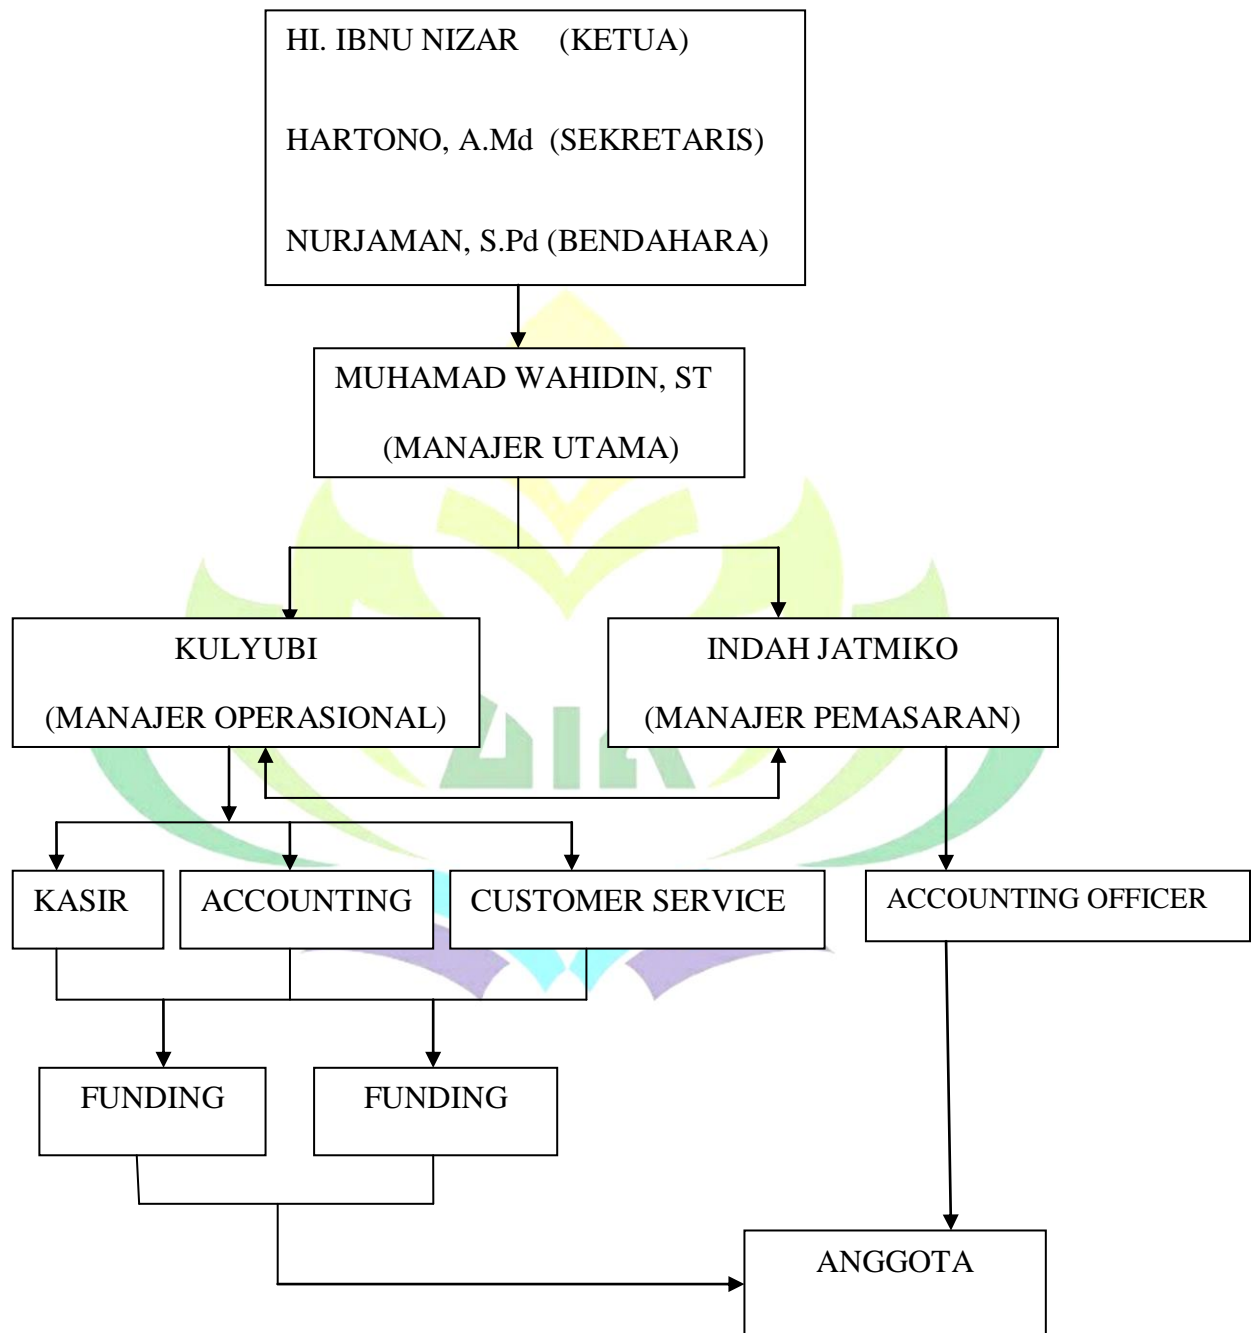 HI. IBNU NIZAR (KETUA)
HARTONO, A.Md (SEKRETARIS)
NURJAMAN, S.Pd (BENDAHARA)
MUHAMAD WAHIDIN, ST
(MANAJER UTAMA)
KULYUBI
(MANAJER OPERASIONAL)
INDAH JATMIKO
(MANAJER PEMASARAN)
KASIR
ACCOUNTING
CUSTOMER SERVICE
ACCOUNTING OFFICER
FUNDING
FUNDING
ANGGOTA